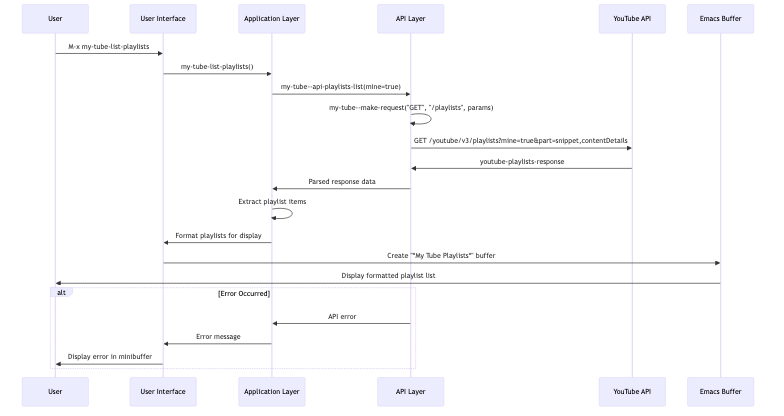 User User Interface Application Layer API Layer YouTube API Emacs Buffer
M-x my-tube-list-playlists
my-tube-list-playlists()
my-tube--api-playlists-list(mine=true)
my-tube--make-request("GET", "/playlists", params)
GET /youtube/v3/playlists?mine=true&part=snippet,contentDetails
youtube-playlists-response
Parsed response data
Extract playlist items
Format playlists for display
Create "*My Tube Playlists*" buffer
Display formatted playlist list
alt [Error Occurred]
API error
Error message
Display error in minibuffer
User User Interface Application Layer API Layer YouTube API Emacs Buffer